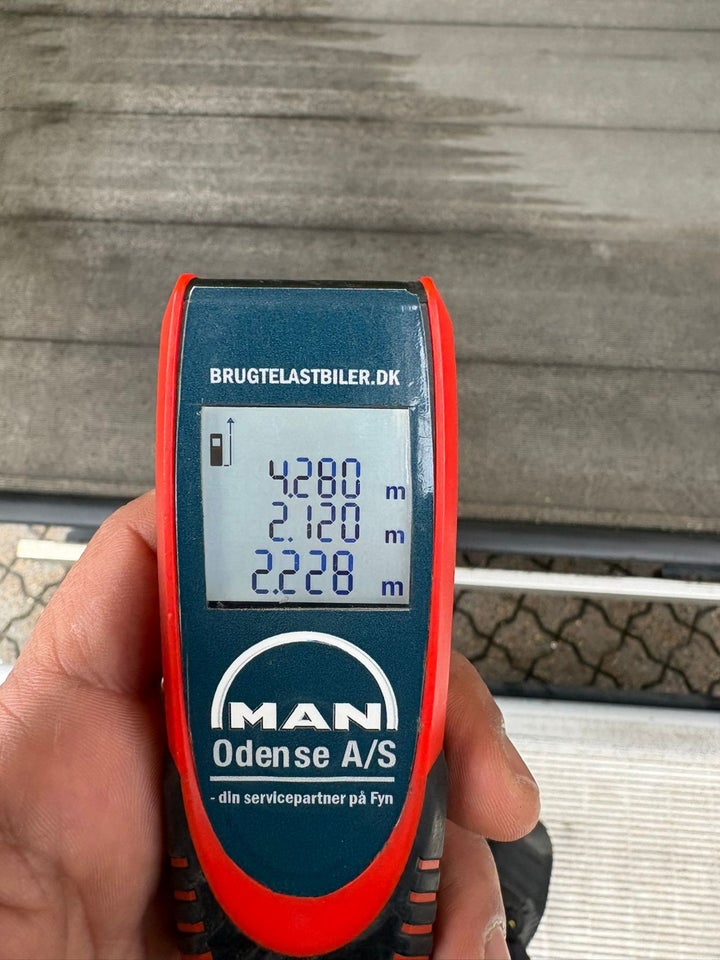 BRUGTELASTBILER.DK
4.280 m
2.120 m
2.228 m
MAN
Odense A/S
- din servicepartner på Fyn